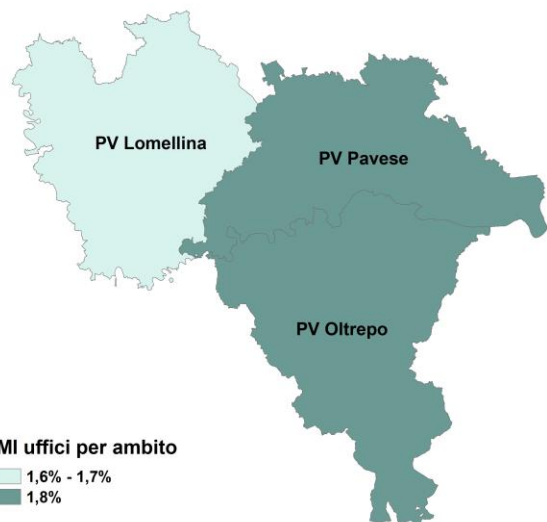 PV Lomellina
PV Pavese
PV Oltrepo
MI uffici per ambito
1,6% - 1,7%
1,8%